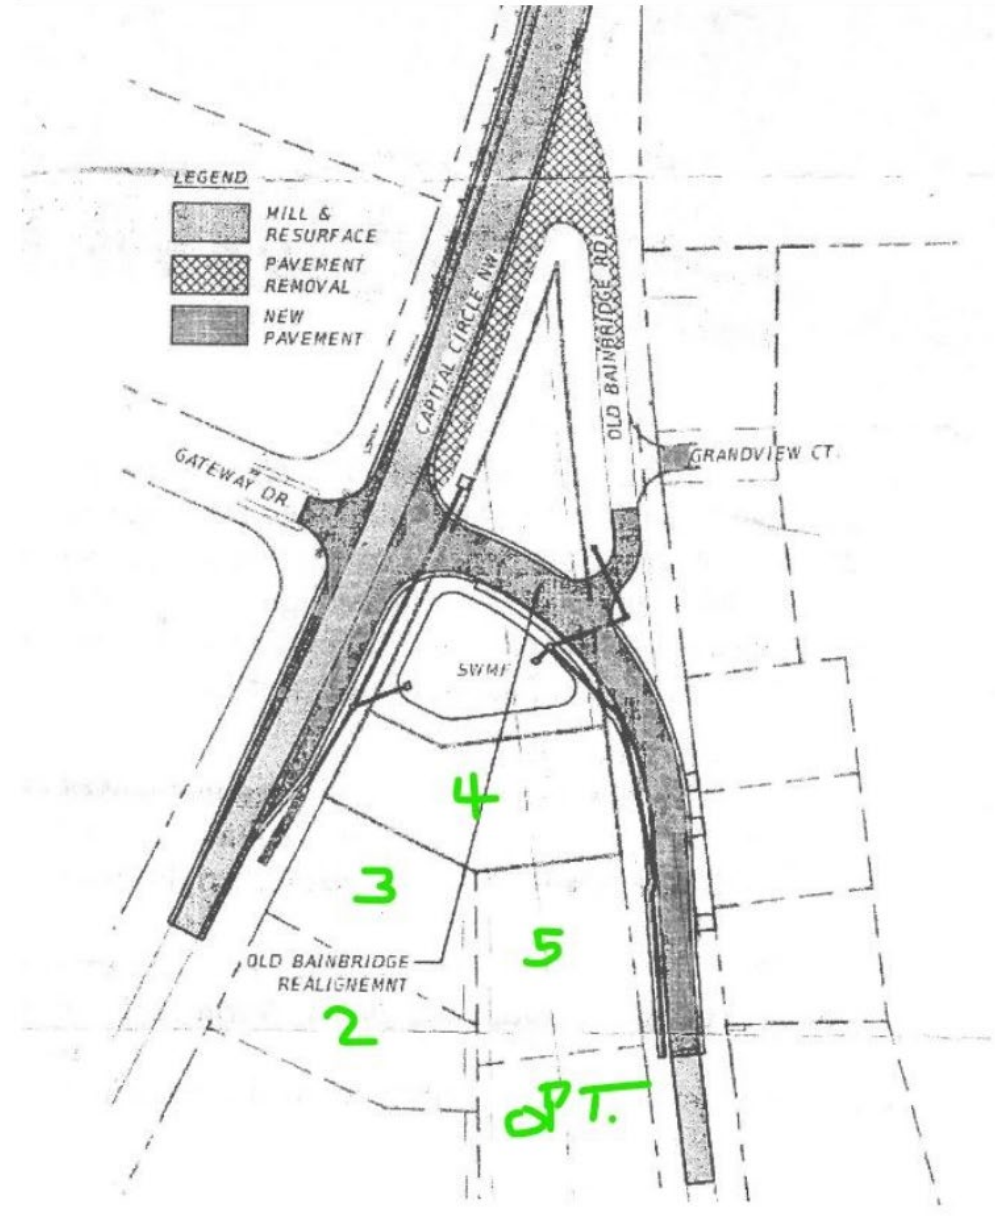 LEGEND
MILL &
RESURFACE
PAVEMENT
REMOVAL
NEW
PAVEMENT
CAPITAL CIRCLE NW
OLD BAINBRIDGE RD
GRANDVIEW CT.
GATEWAY DR.
SWMF
4
3
5
OLD BAINBRIDGE
REALIGNEMNT
2
OPT.